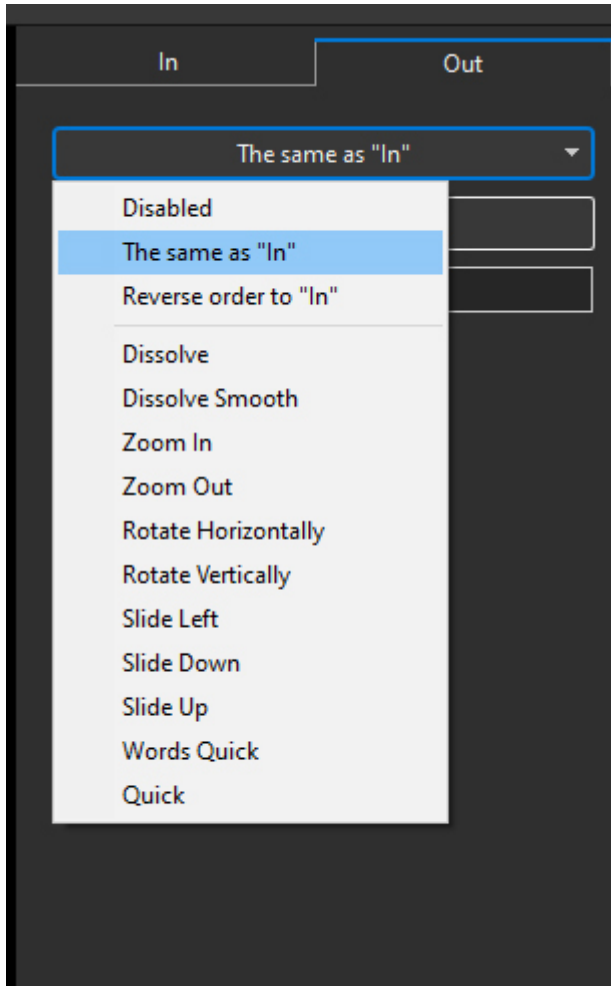 In
Out
The same as "In"
Disabled
The same as "In"
Reverse order to "In"
Dissolve
Dissolve Smooth
Zoom In
Zoom Out
Rotate Horizontally
Rotate Vertically
Slide Left
Slide Down
Slide Up
Words Quick
Quick